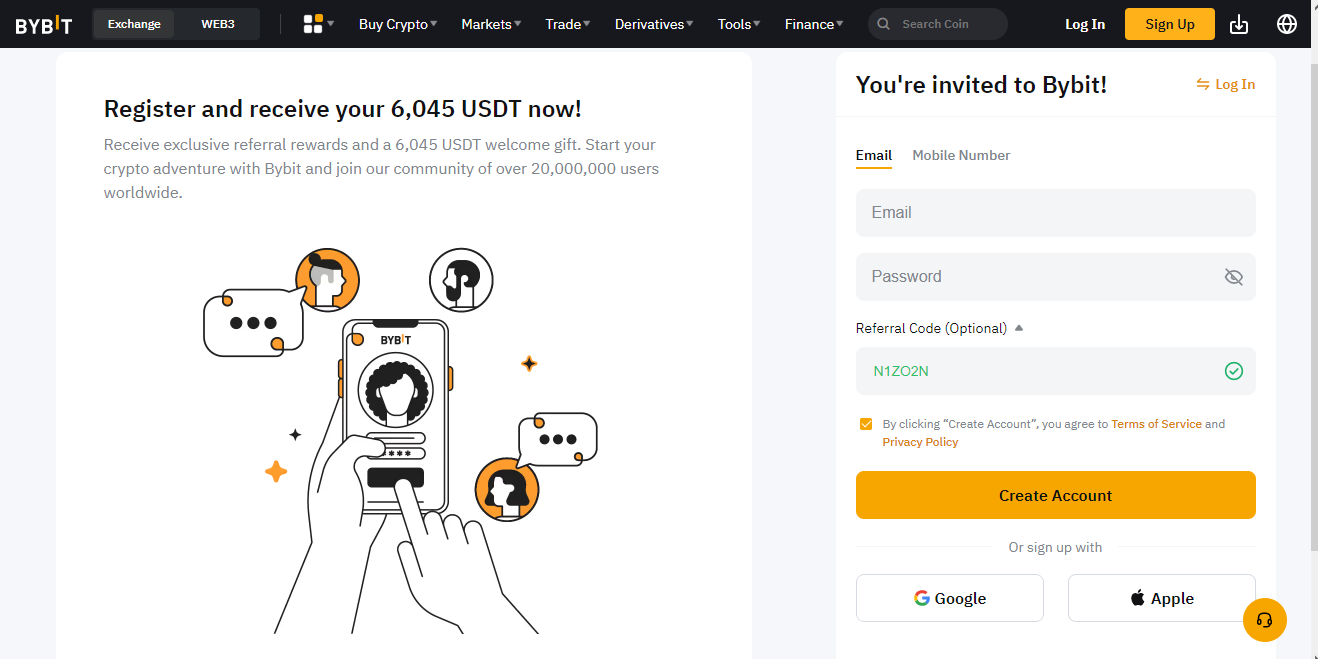 BYBIT Exchange WEB3 Buy Crypto Markets Trade Derivatives Tools Finance Search Coin Log In Sign Up
Register and receive your 6,045 USDT now!
Receive exclusive referral rewards and a 6,045 USDT welcome gift. Start your
crypto adventure with Bybit and join our community of over 20,000,000 users
worldwide.
BYBIT
****
You're invited to Bybit!
Log In
Email Mobile Number
Email
Password
Referral Code (Optional)
N1ZO2N
By clicking “Create Account”, you agree to Terms of Service and
Privacy Policy
Create Account
Or sign up with
Google Apple